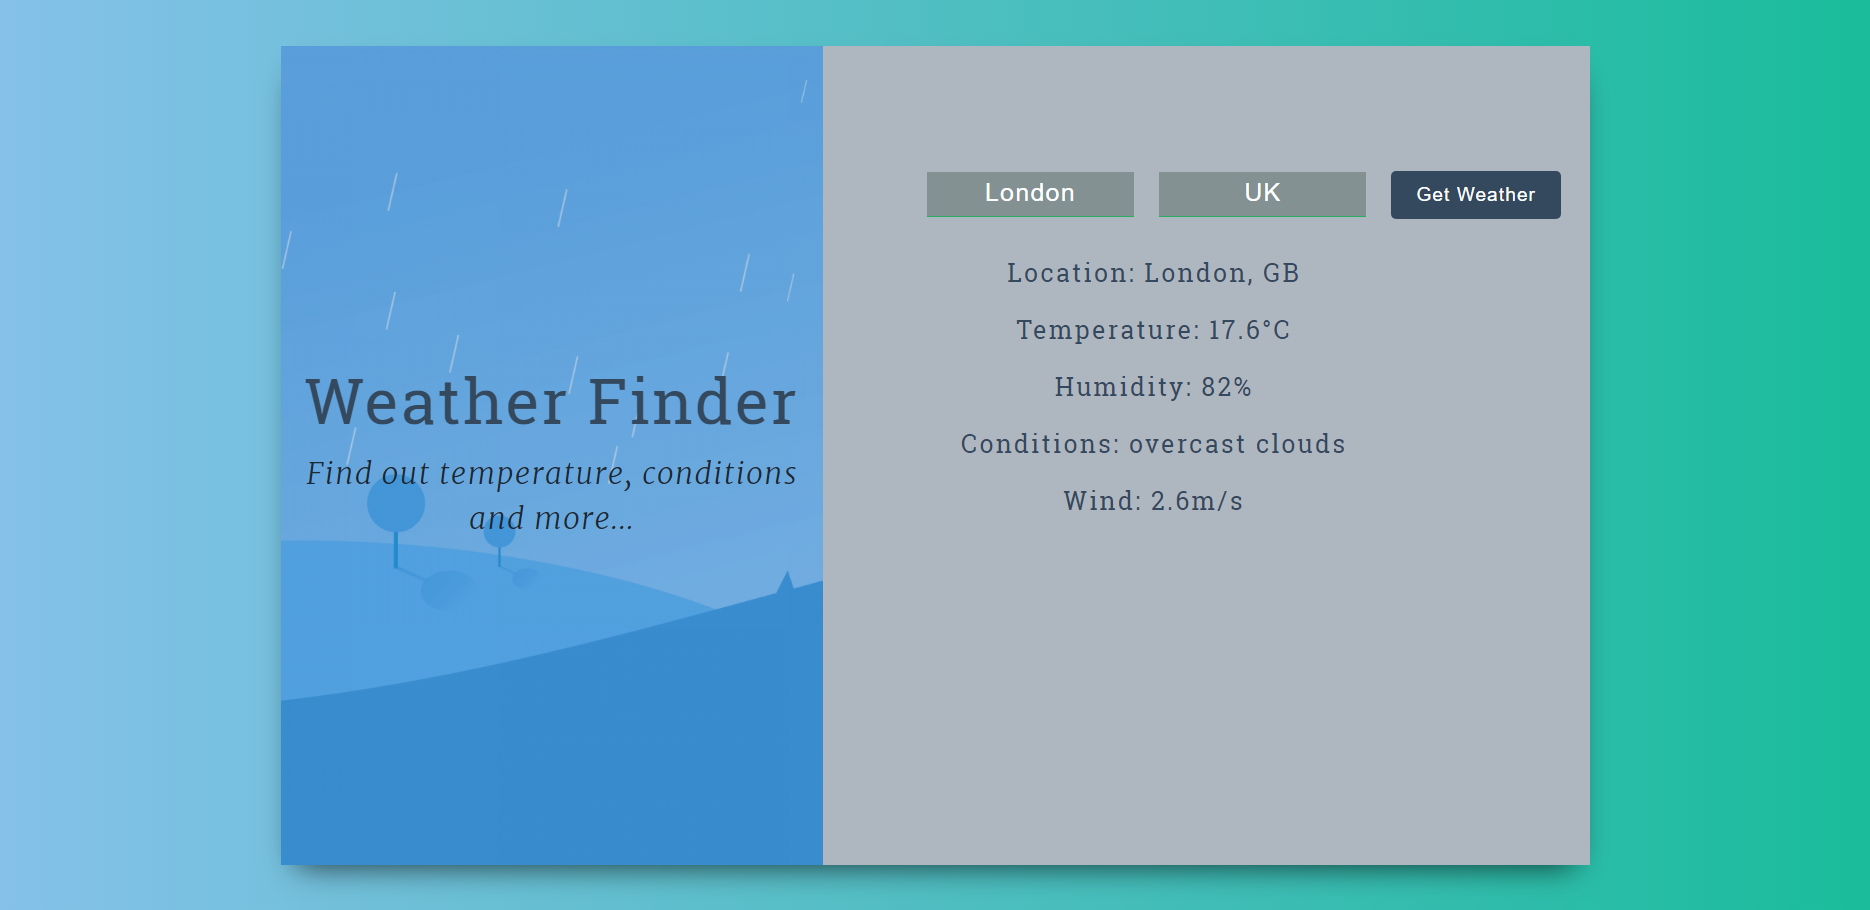 Weather Finder
Find out temperature, conditions
and more...
London
UK
Get Weather
Location: London, GB
Temperature: 17.6°C
Humidity: 82%
Conditions: overcast clouds
Wind: 2.6m/s